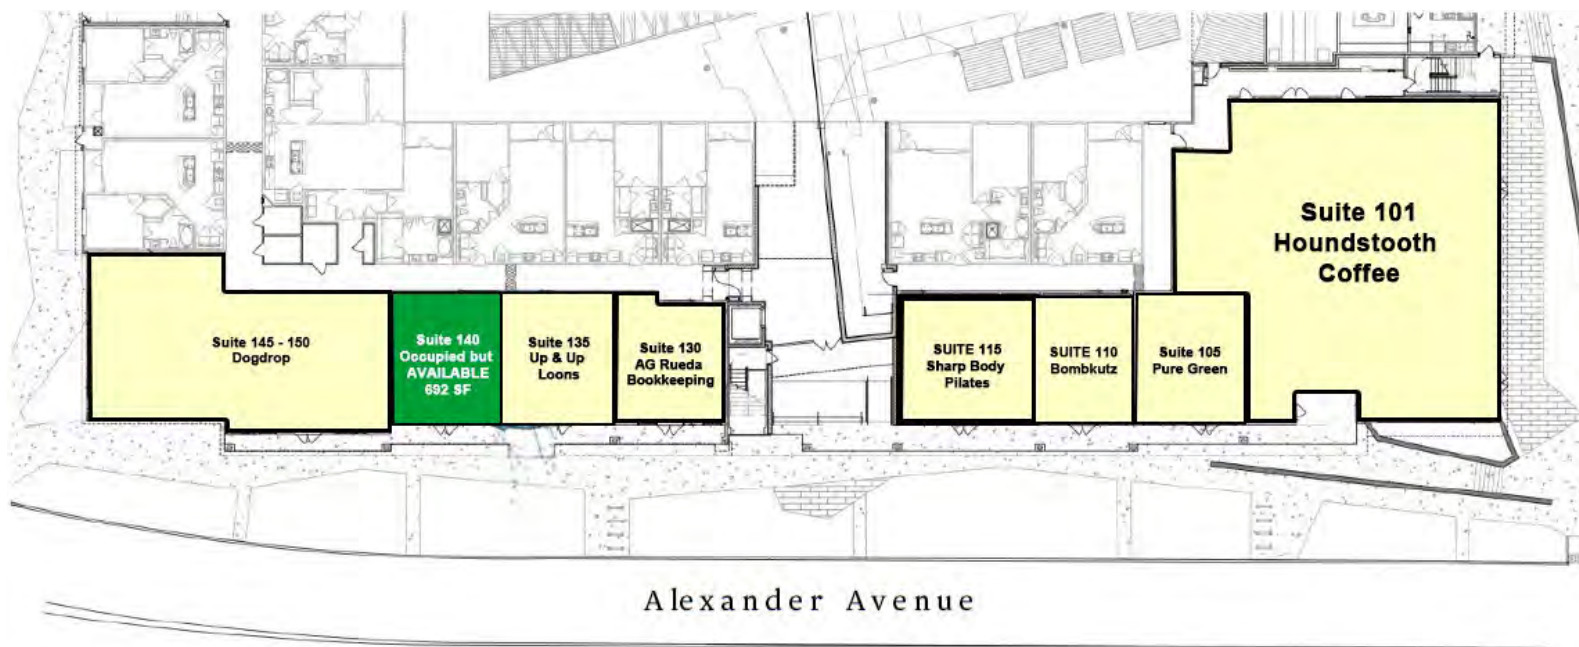 Suite 101
Houndstooth
Coffee
Suite 145 - 150
Dogdrop
Suite 140
Occupied but
AVAILABLE
692 SF
Suite 135
Up & Up
Loons
Suite 130
AG Rueda
Bookkeeping
SUITE 115
Sharp Body
Pilates
SUITE 110
Bombkutz
Suite 105
Pure Green
Alexander Avenue